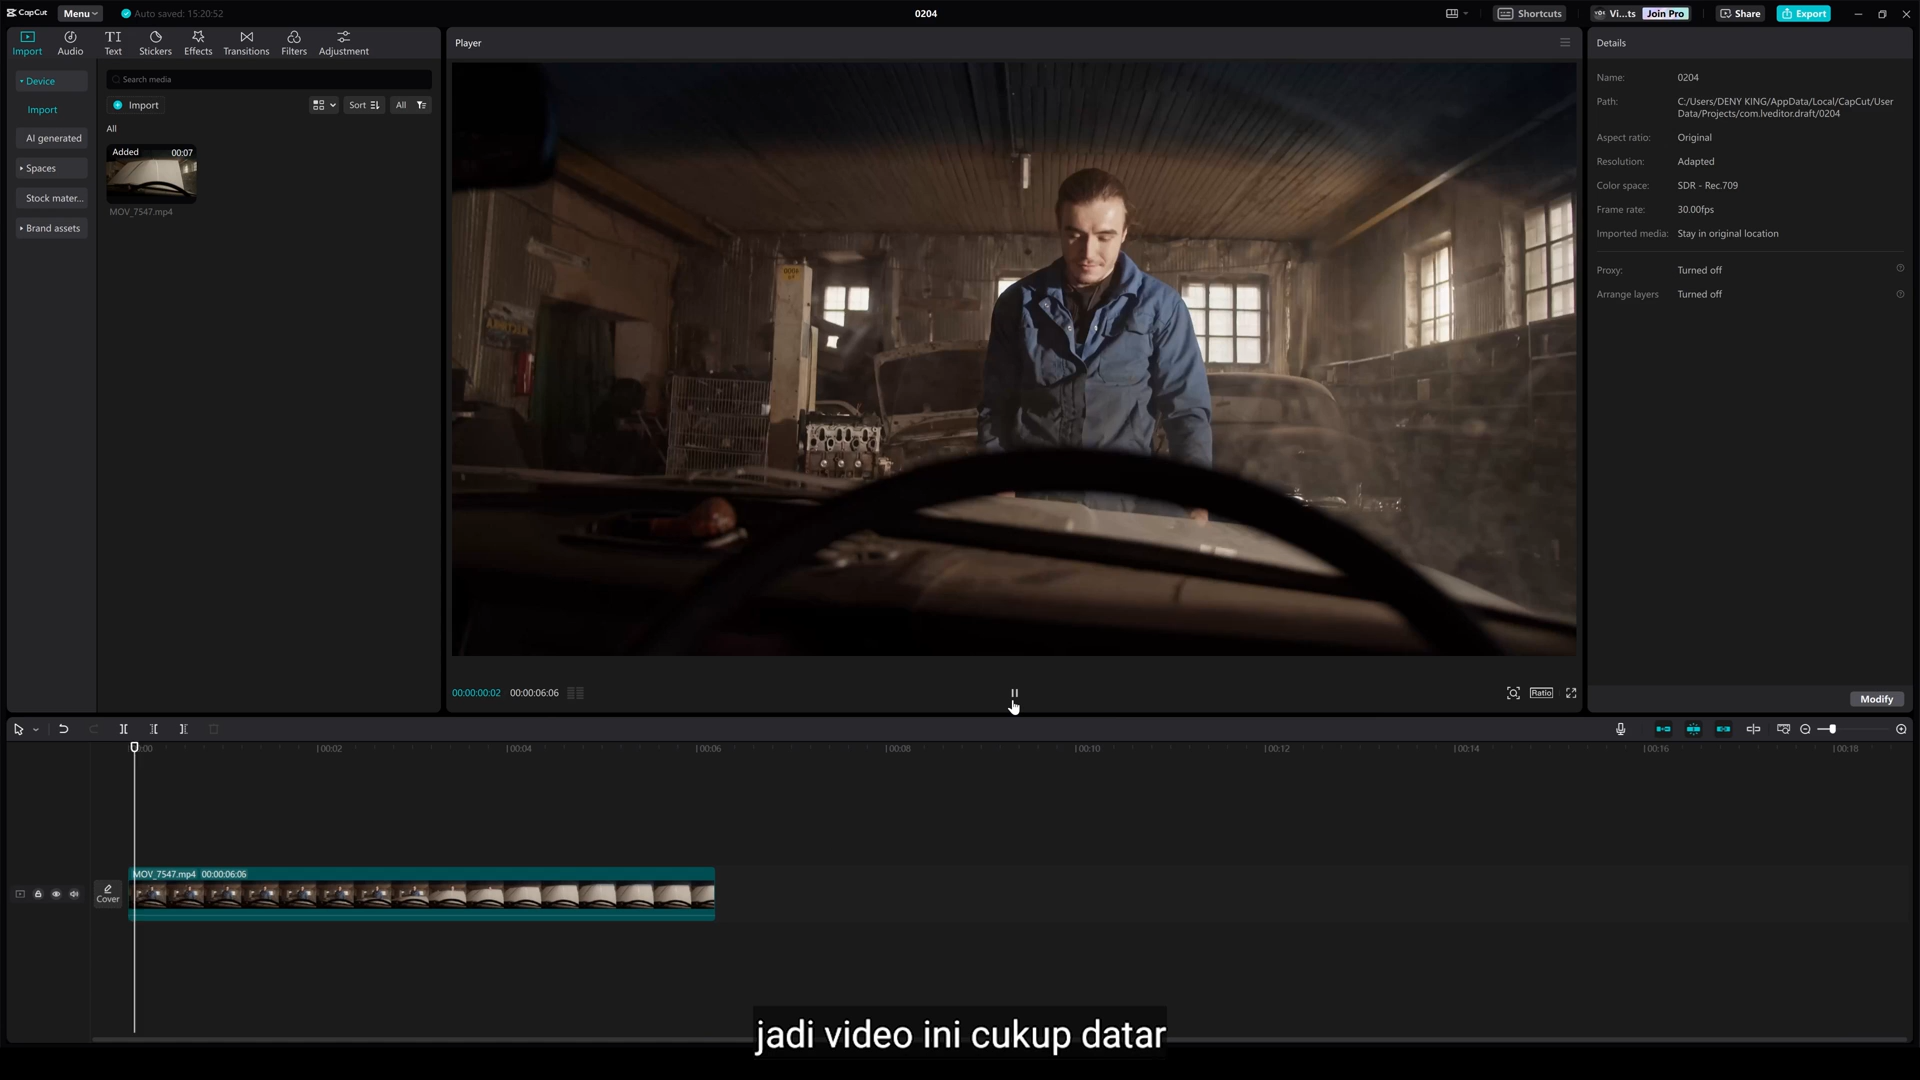 CapCut
Menu
Auto saved: 15:20:52
0204
Shortcuts
Vi...ts
Join Pro
Share
Export
Import
Audio
TI
Text
Stickers
Effects
Transitions
Filters
Adjustment
Player
Details
Device
Import
AI generated
Spaces
Stock mater...
Brand assets
Search media
Import
Sort
All
All
Added
00:07
MOV_7547.mp4
Name:
0204
Path:
C:/Users/DENY KING/AppData/Local/CapCut/User
Data/Projects/com.lveditor.draft/0204
Aspect ratio:
Original
Resolution:
Adapted
Color space:
SDR - Rec.709
Frame rate:
30.00fps
Imported media:
Stay in original location
Proxy:
Turned off
Arrange layers
Turned off
Modify
00:00:00:02
00:00:06:06
Ratio
00:00
00:02
00:04
00:06
00:08
00:10
00:12
00:14
00:16
00:18
MOV_7547.mp4 00:00:06:06
Cover
jadi video ini cukup datar